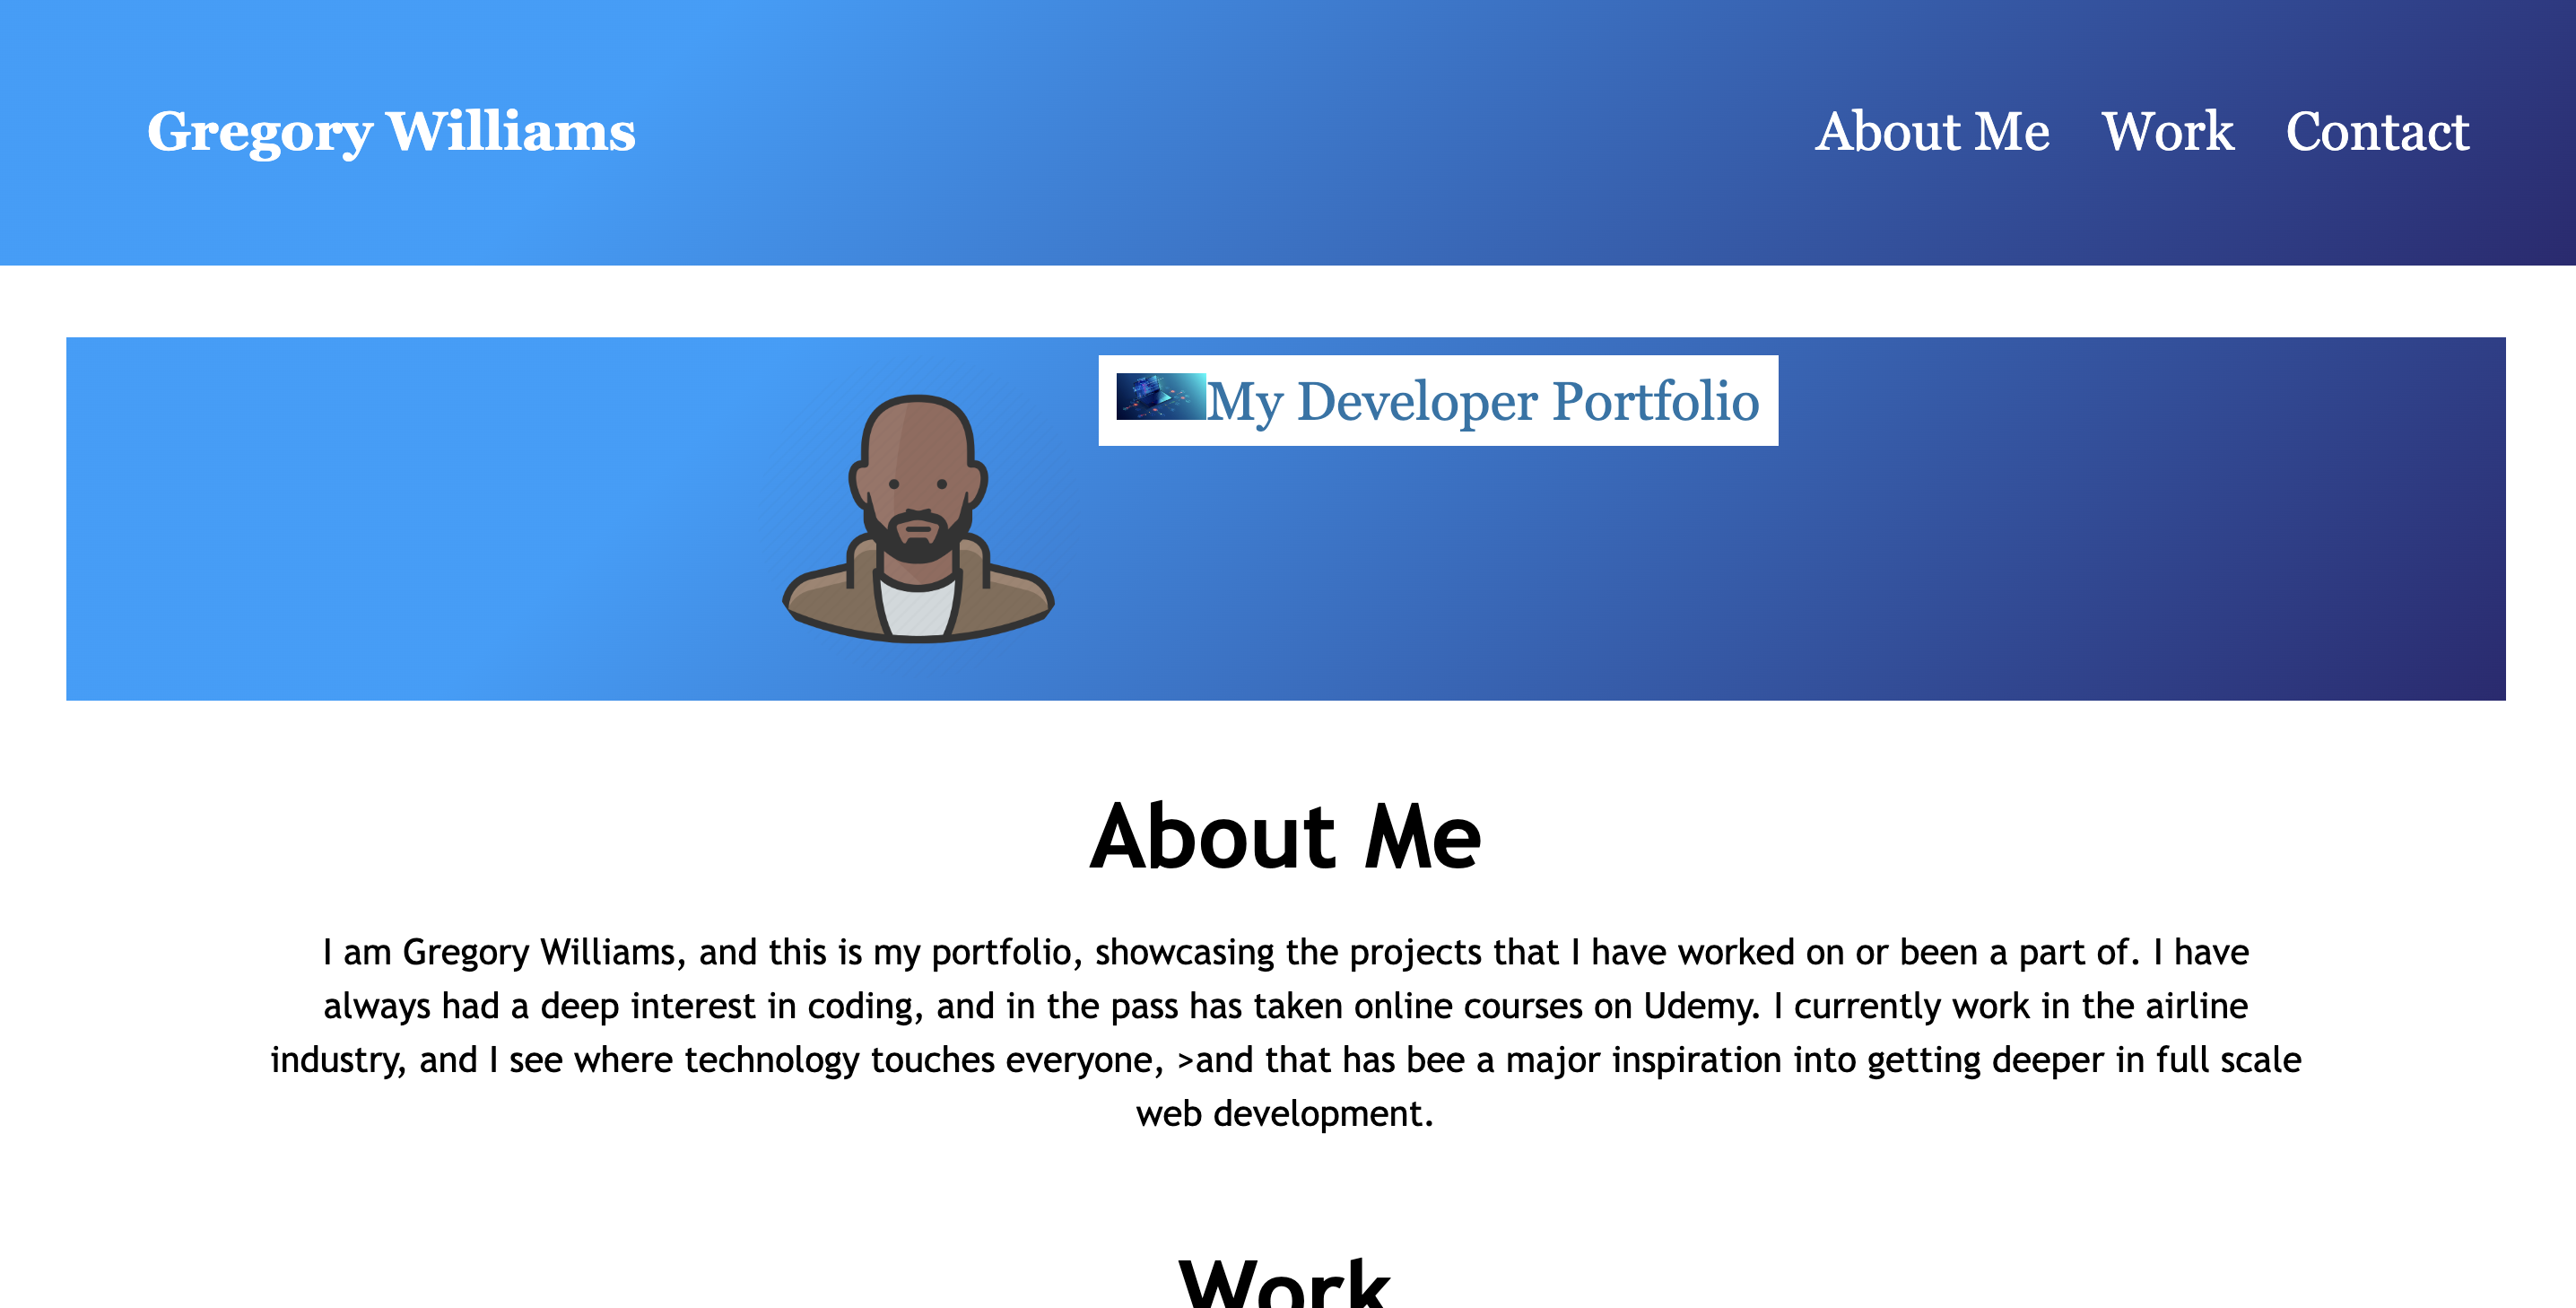 Gregory Williams
About Me Work Contact
My Developer Portfolio
About Me
I am Gregory Williams, and this is my portfolio, showcasing the projects that I have worked on or been a part of. I have
always had a deep interest in coding, and in the pass has taken online courses on Udemy. I currently work in the airline
industry, and I see where technology touches everyone, >and that has bee a major inspiration into getting deeper in full scale
web development.
Work